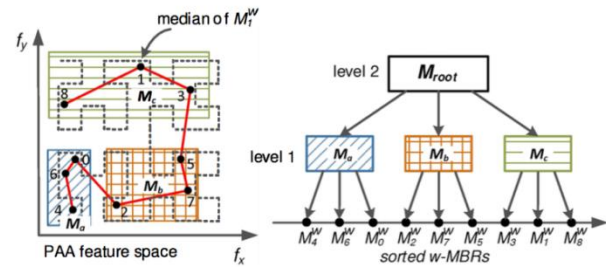 f_y
median of M_1^W
1
8
M_c
3
0
5
6
M_b
7
4
2
M_a
PAA feature space
f_x
level 2
M_root
level 1
M_a
M_b
M_c
M_4^W M_6^W M_0^W M_2^W M_7^W M_5^W M_3^W M_1^W M_8^W
sorted w-MBRs